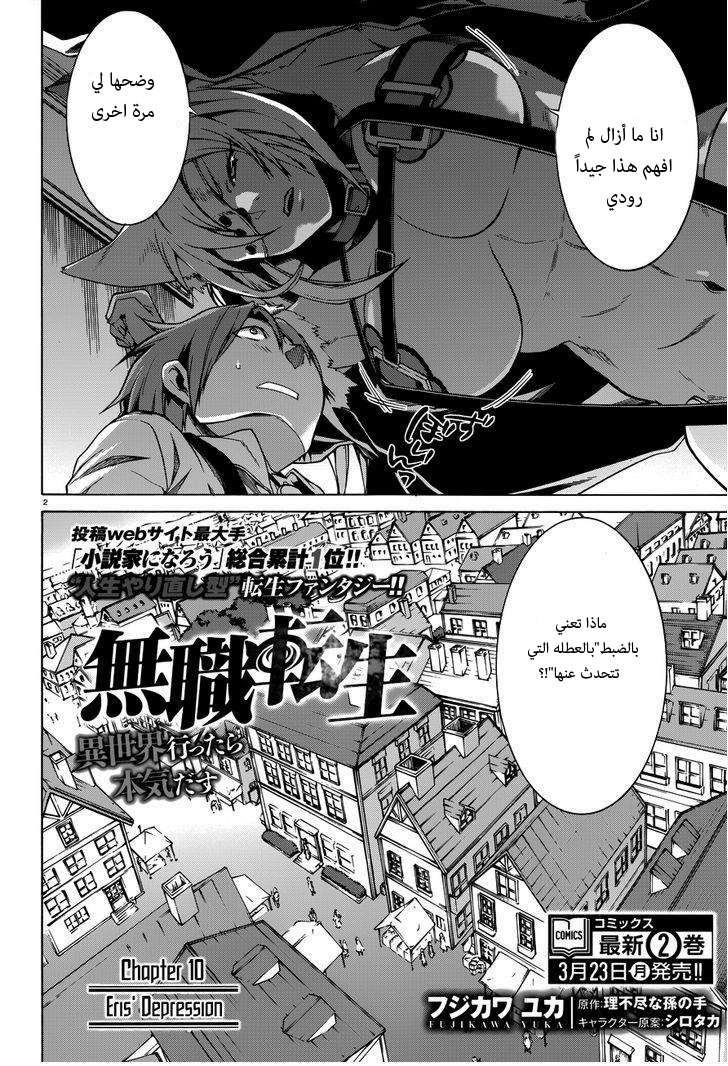 انا ما أزال لم
افهم هذا جيداً
رودي
وضحها لي
مرة اخرى
2
投稿webサイト最大手
「小説家になろう」総合累計1位!!
"人生やり直し型"転生ファンタジー!!
無職転生
異世界行ったら
本気だす
ماذا تعني
بالضبط"بالعطله التي
تتحدث عنها"!؟
Chapter 10
Eris' Depression
COMICS
コミックス
最新②巻
3月23日(月)発売!!
フジカワ ユカ
FUJIKAWA YUKA
原作:理不尽な孫の手
キャラクター原案:シロタカ